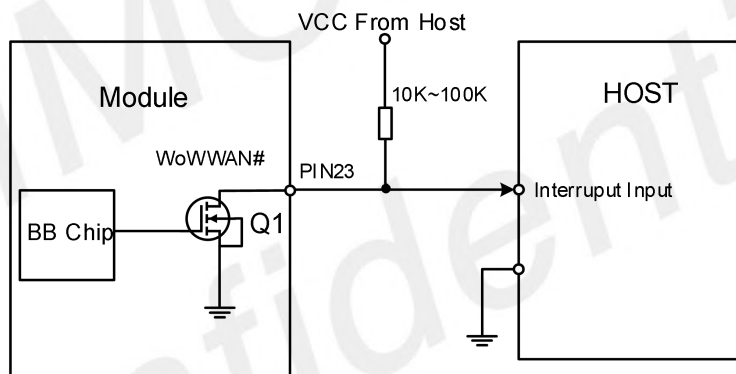 VCC From Host
Module
10K~100K
HOST
WoWWAN#
PIN23
Interruput Input
BB Chip
Q1